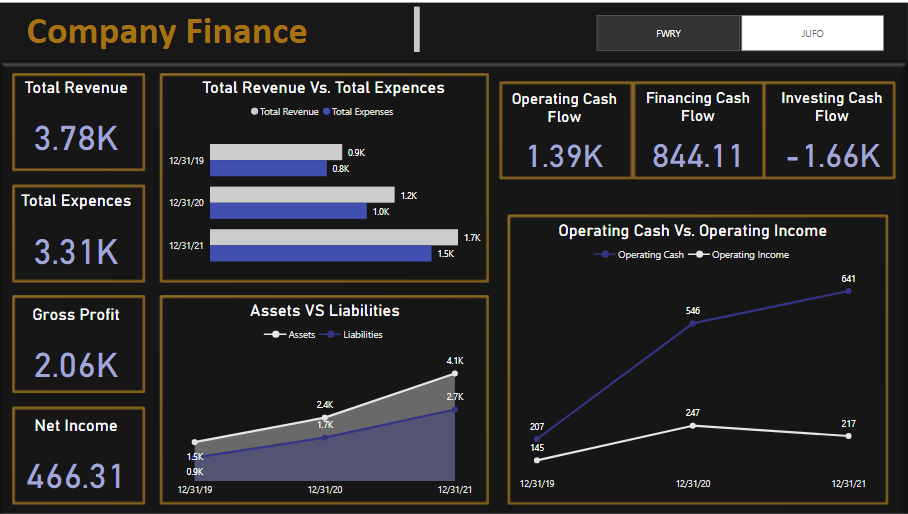 Company Finance
FWRY
JUFO
Total Revenue
3.78K
Total Expences
3.31K
Gross Profit
2.06K
Net Income
466.31
Total Revenue Vs. Total Expences
Total Revenue Total Expenses
12/31/19
0.9K
0.8K
12/31/20
1.2K
1.0K
12/31/21
1.7K
1.5K
Assets VS Liabilities
Assets Liabilities
4.1K
2.7K
2.4K
1.7K
1.5K
0.9K
12/31/19 12/31/20 12/31/21
Operating Cash
Flow
1.39K
Financing Cash
Flow
844.11
Investing Cash
Flow
-1.66K
Operating Cash Vs. Operating Income
Operating Cash Operating Income
641
546
207
145
247
217
12/31/19 12/31/20 12/31/21